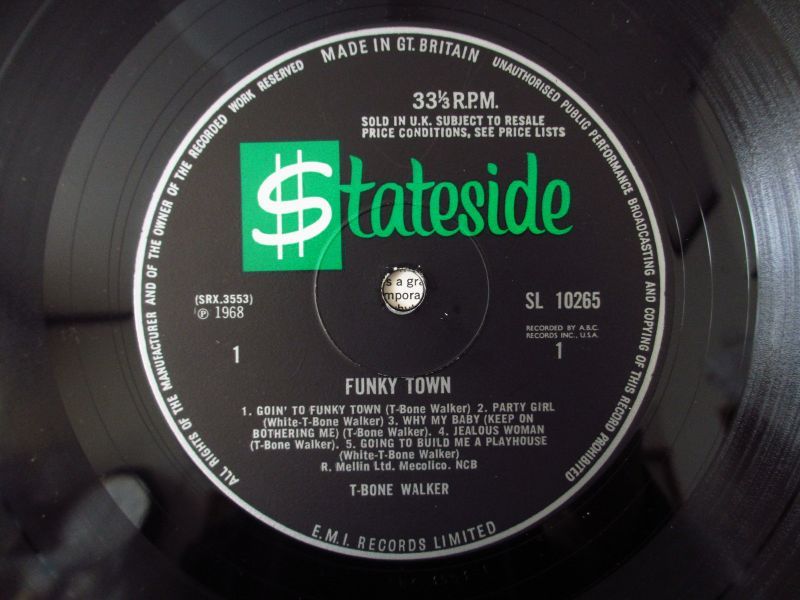 MADE IN GT. BRITAIN
UNAUTHORISED PUBLIC PERFORMANCE BROADCASTING AND COPYING OF THIS RECORD PROHIBITED
E.M.I. RECORDS LIMITED
ALL RIGHTS OF THE MANUFACTURER AND OF THE OWNER OF THE RECORDED WORK RESERVED
33⅓ R.P.M.
SOLD IN U.K. SUBJECT TO RESALE
PRICE CONDITIONS, SEE PRICE LISTS
$tateside
s a gra
mpora
by
(SRX.3553)
℗ 1968
1
SL 10265
RECORDED BY A.B.C.
RECORDS INC., U.S.A.
1
FUNKY TOWN
1. GOIN' TO FUNKY TOWN (T-Bone Walker) 2. PARTY GIRL
(White-T-Bone Walker) 3. WHY MY BABY (KEEP ON
BOTHERING ME) (T-Bone Walker). 4. JEALOUS WOMAN
(T-Bone Walker). 5. GOING TO BUILD ME A PLAYHOUSE
(White-T-Bone Walker)
R. Mellin Ltd. Mecolico. NCB
T-BONE WALKER